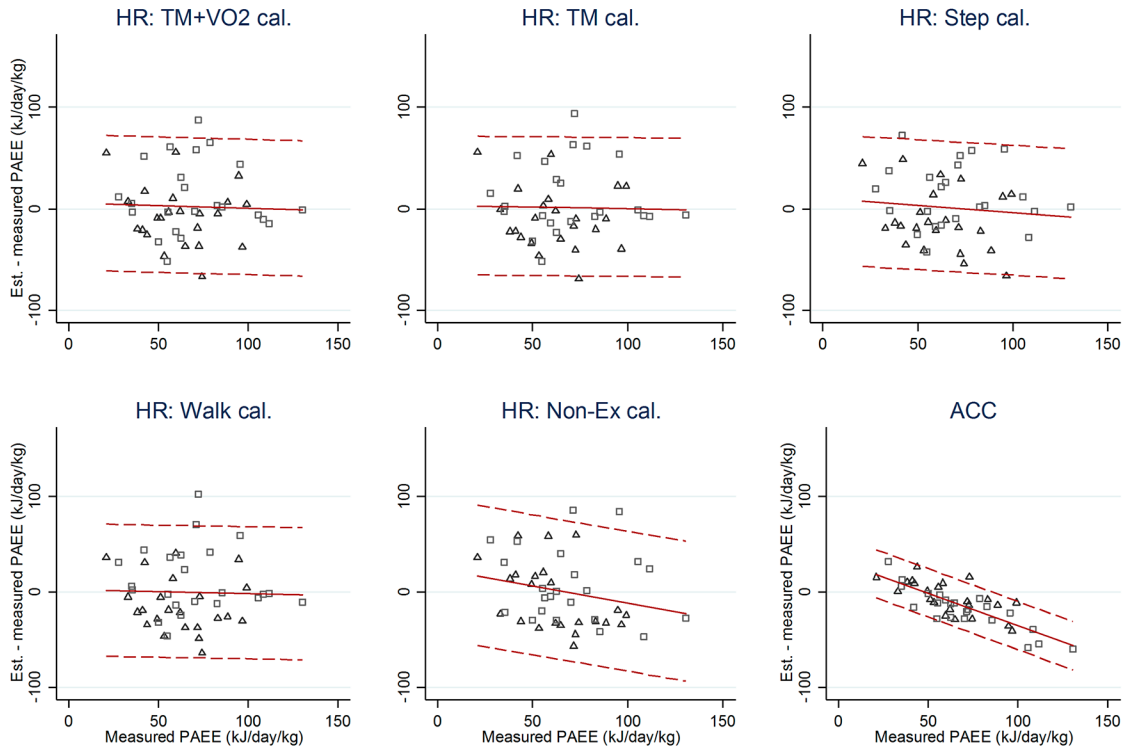 HR: TM+VO2 cal.
HR: TM cal.
HR: Step cal.
Est. - measured PAEE (kJ/day/kg)
100
0
-100
0 50 100 150
100
0
-100
0 50 100 150
100
0
-100
0 50 100 150
HR: Walk cal.
HR: Non-Ex cal.
ACC
Est. - measured PAEE (kJ/day/kg)
100
0
-100
0 50 100 150
Measured PAEE (kJ/day/kg)
100
0
-100
0 50 100 150
Measured PAEE (kJ/day/kg)
Est. - measured PAEE (kJ/day/kg)
100
0
-100
0 50 100 150
Measured PAEE (kJ/day/kg)